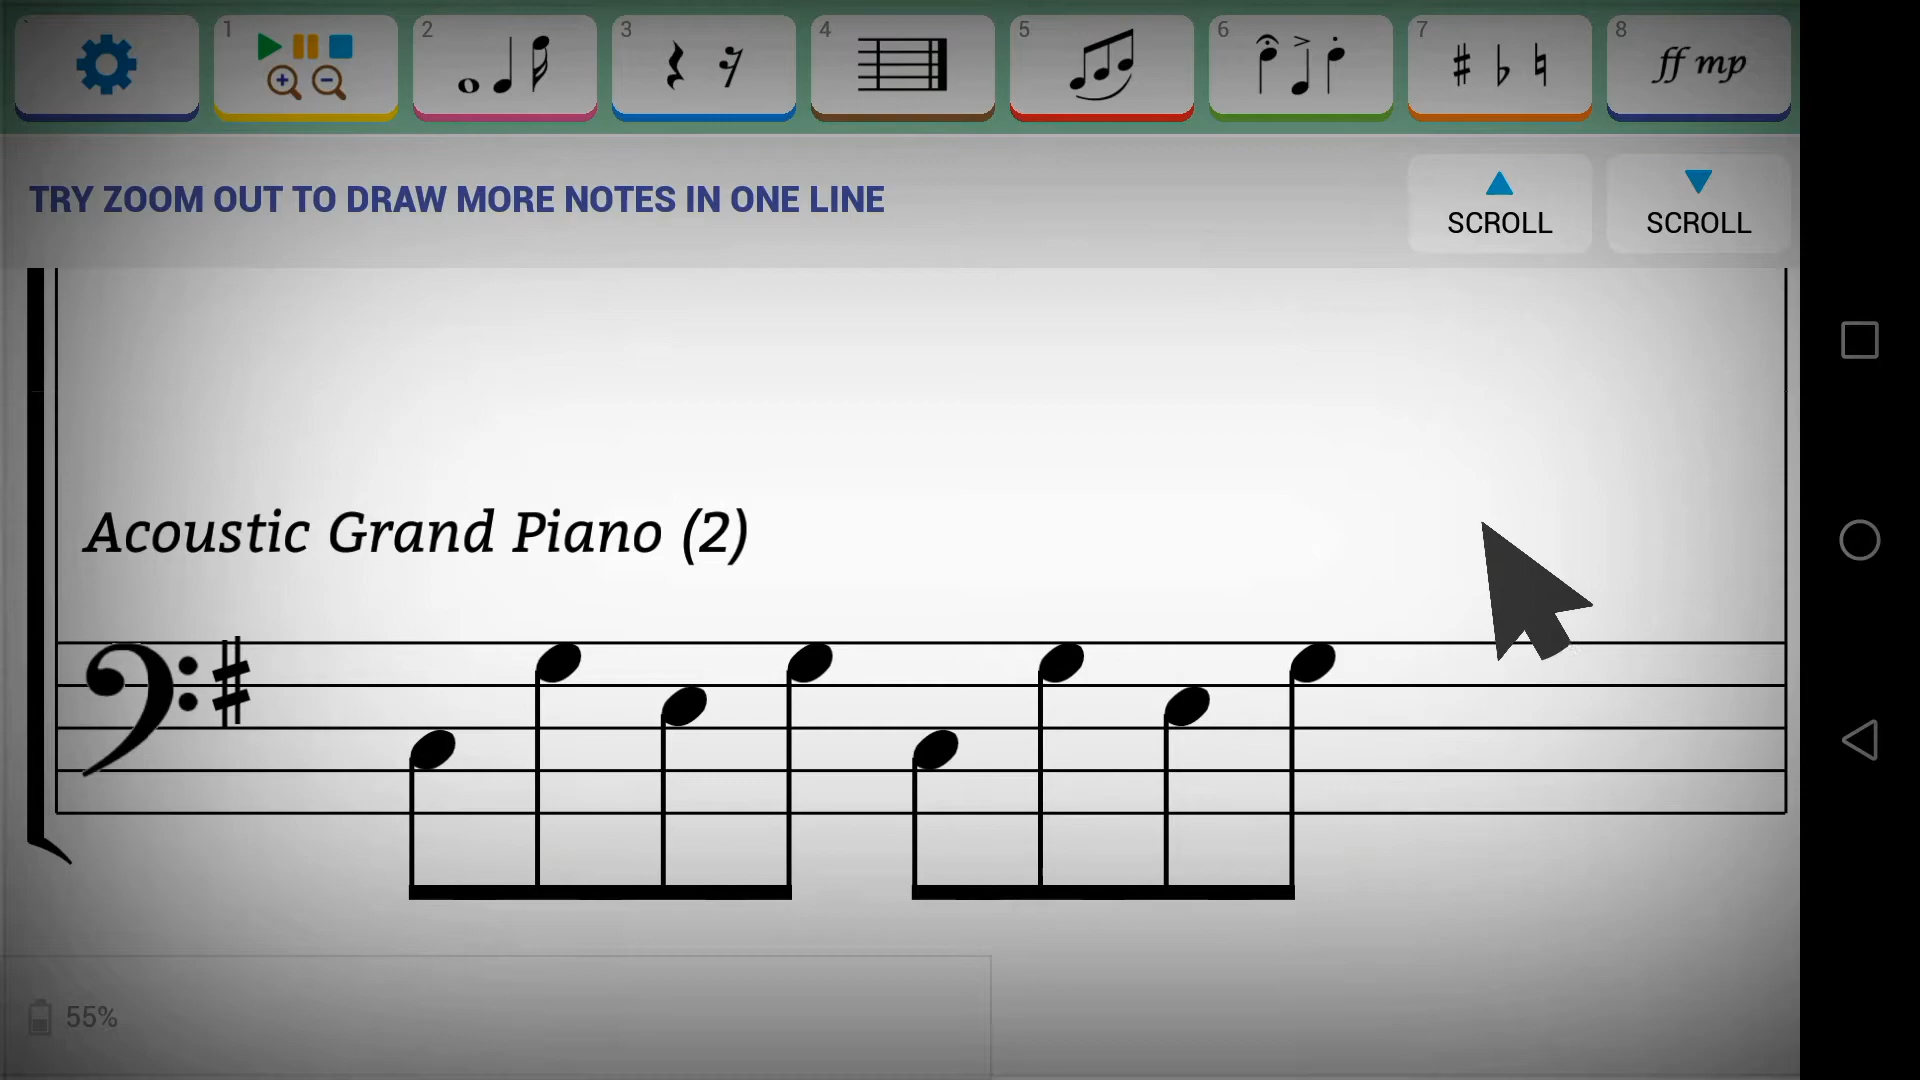 1 2 3 4 5 6 7 8
ff mp
TRY ZOOM OUT TO DRAW MORE NOTES IN ONE LINE
SCROLL SCROLL
Acoustic Grand Piano (2)
55%